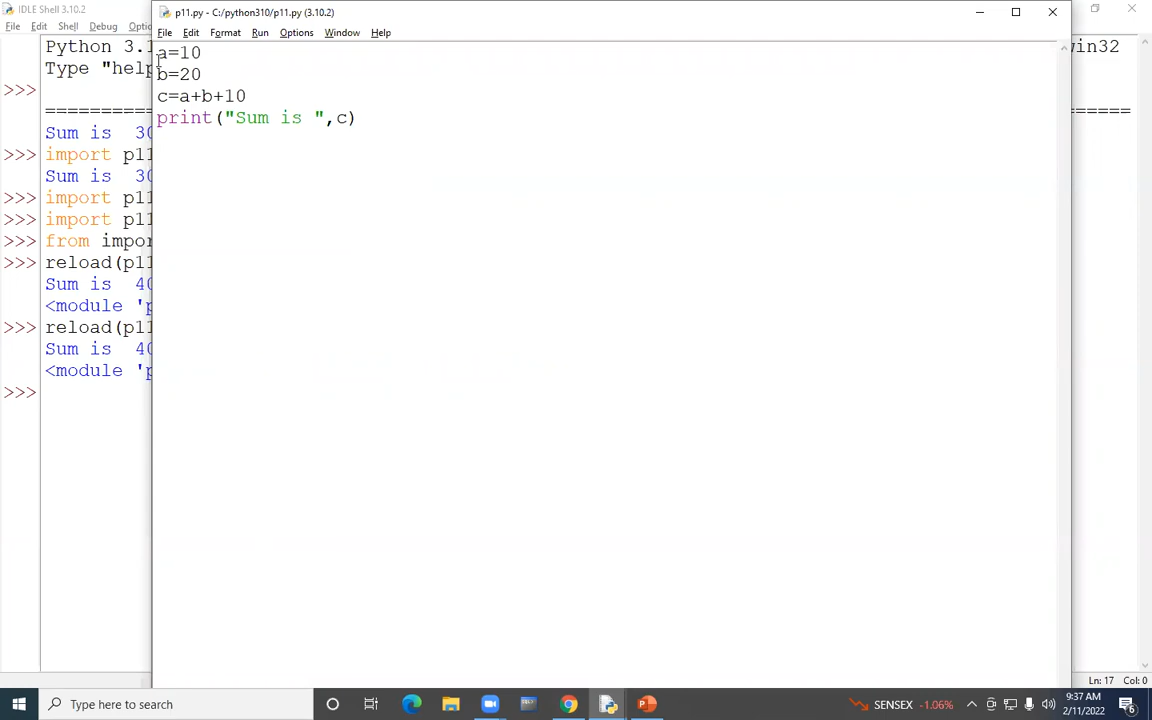 IDLE Shell 3.10.2
File Edit Shell Debug
p11.py - C:/python310/p11.py (3.10.2)
File Edit Format Run Options Window Help
a=10
b=20
c=a+b+10
print("Sum is ",c)
Python
Type "help
win32
>>>
Sum is 30
>>> import p11
Sum is 30
>>> import p11
>>> import p11
>>> from
>>> reload(p11
Sum is 40
<module 'p
>>> reload(p11
Sum is 40
<module 'p
>>>
Ln: 17 Col: 0
Type here to search
SENSEX -1.06%
9:37 AM
2/11/2022
6